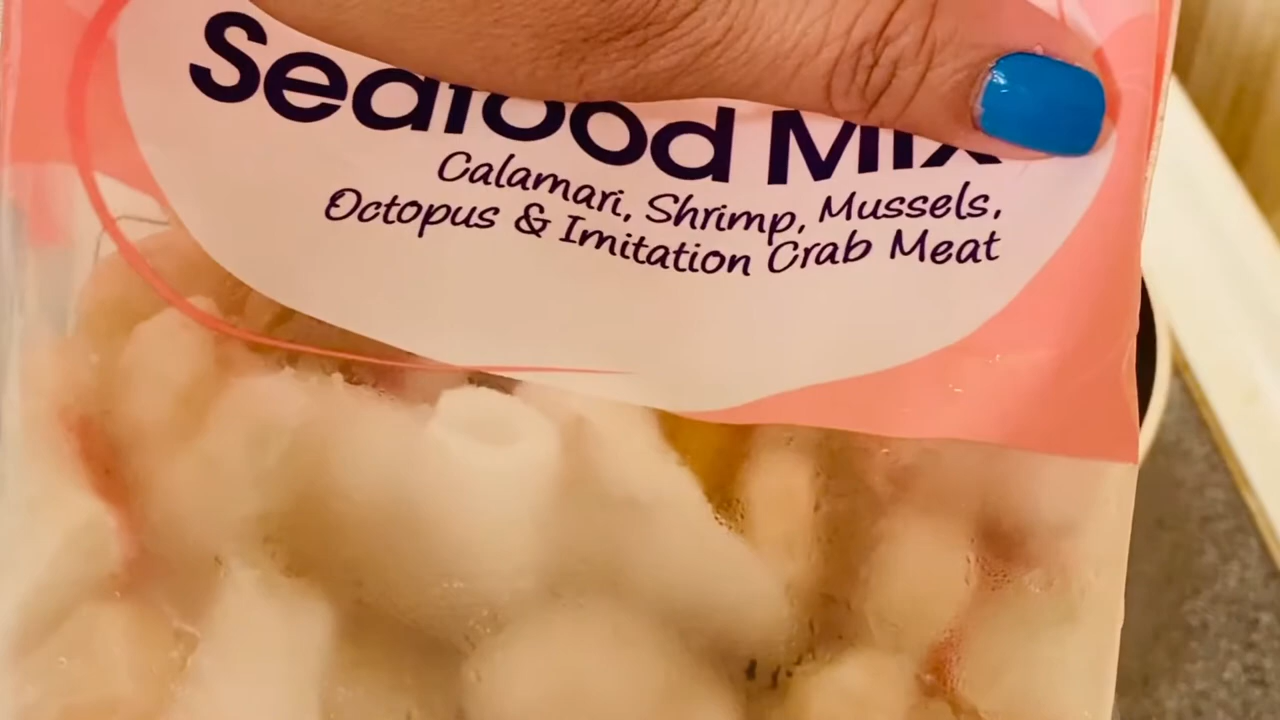 Seafood Mix
Calamari, Shrimp, Mussels,
Octopus & Imitation Crab Meat